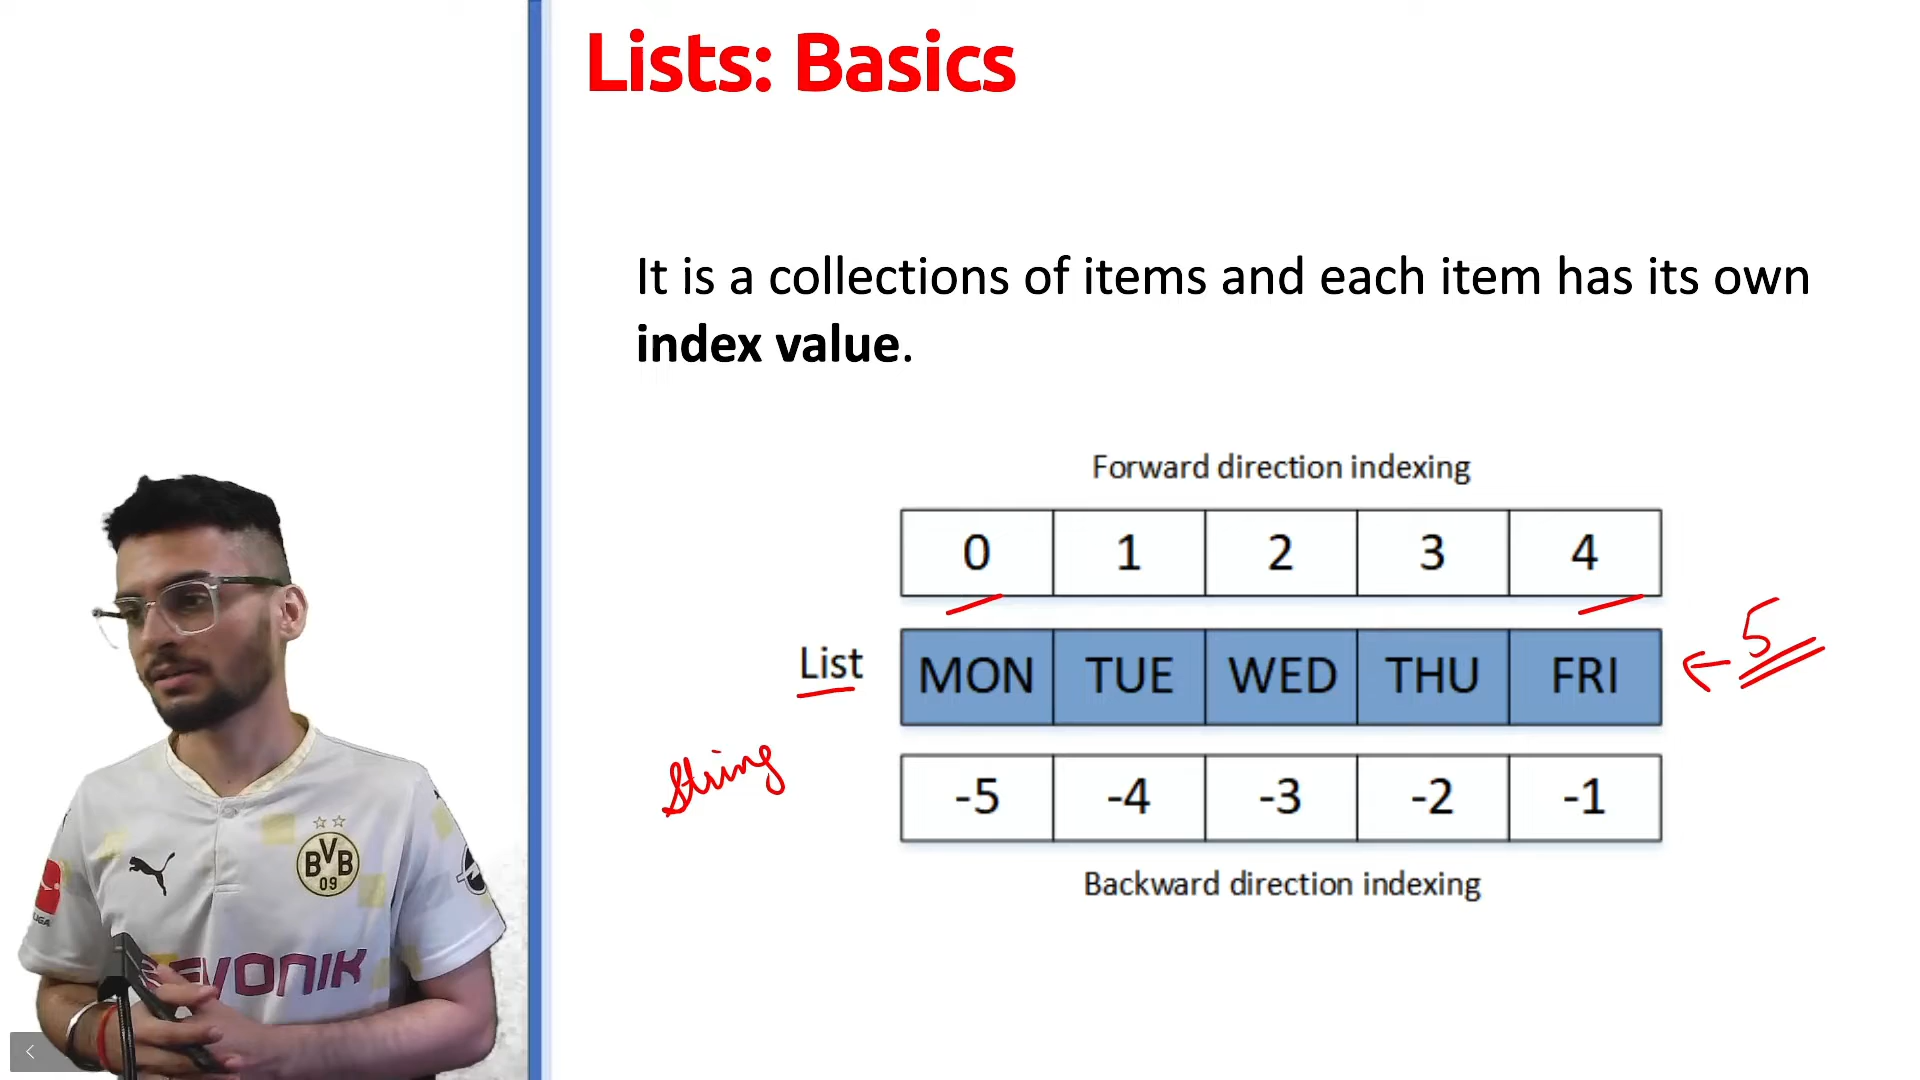 Lists: Basics
It is a collections of items and each item has its own
index value.
Forward direction indexing
0 1 2 3 4
List MON TUE WED THU FRI
5
String
-5 -4 -3 -2 -1
Backward direction indexing
BVB
09
EVONIK